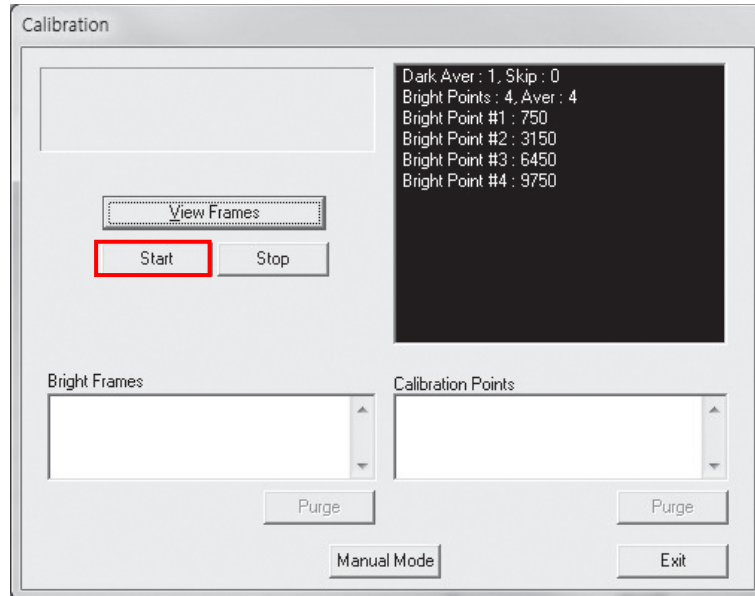 Calibration
Dark Aver : 1, Skip : 0
Bright Points : 4, Aver : 4
Bright Point #1 : 750
Bright Point #2 : 3150
Bright Point #3 : 6450
Bright Point #4 : 9750
View Frames
Start
Stop
Bright Frames
Calibration Points
Purge
Purge
Manual Mode
Exit